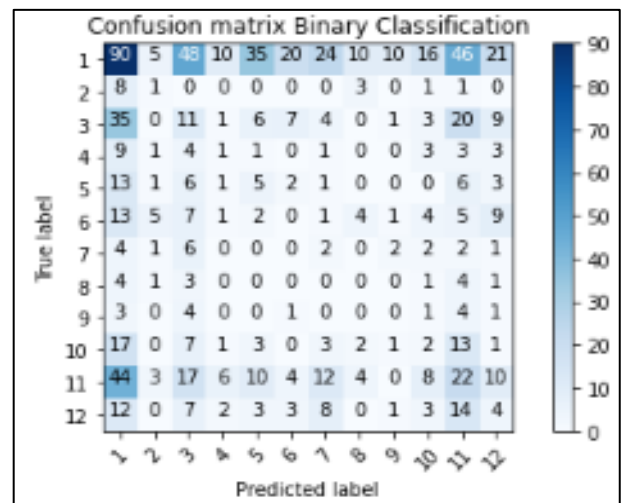 Confusion matrix Binary Classification
1 90 5 48 10 35 20 24 10 10 16 46 21
2 8 1 0 0 0 0 0 3 0 1 1 0
3 35 0 11 1 6 7 4 0 1 3 20 9
4 9 1 4 1 1 0 1 0 0 3 3 3
5 13 1 6 1 5 2 1 0 0 0 6 3
6 13 5 7 1 2 0 1 4 1 4 5 9
7 4 1 6 0 0 0 2 0 2 2 2 1
8 4 1 3 0 0 0 0 0 0 1 4 1
9 3 0 4 0 0 1 0 0 0 1 4 1
10 17 0 7 1 3 0 3 2 1 2 13 1
11 44 3 17 6 10 4 12 4 0 8 22 10
12 12 0 7 2 3 3 8 0 1 3 14 4
1 2 3 4 5 6 7 8 9 10 11 12
True label
Predicted label
90
80
70
60
50
40
30
20
10
0